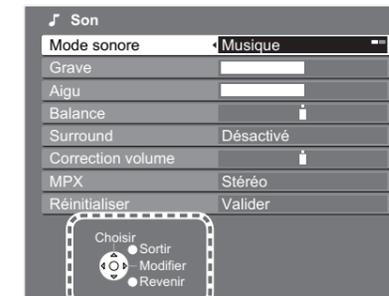 Son
Mode sonore Musique
Grave
Aigu
Balance
Surround Désactivé
Correction volume
MPX Stéréo
Réinitialiser Valider
Choisir
Sortir
Modifier
Revenir